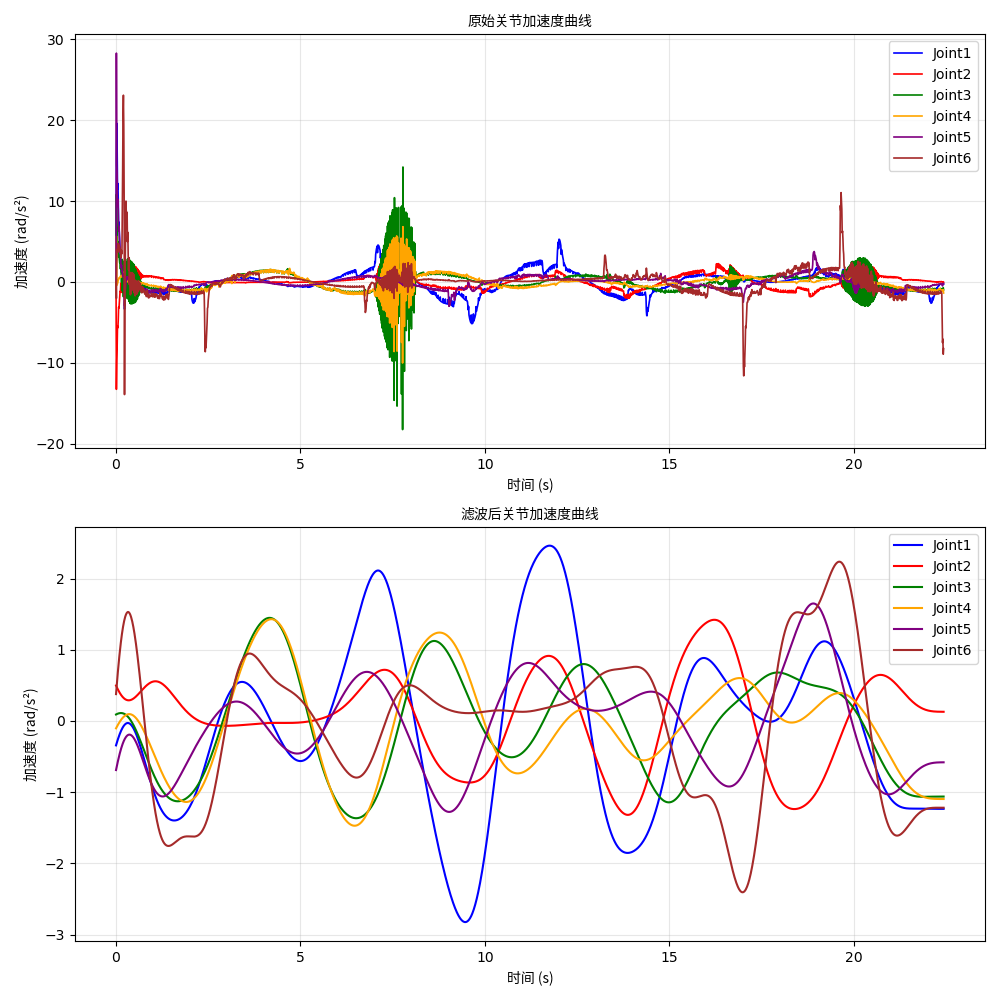 原始关节加速度曲线
30
20
10
0
−10
−20
加速度 (rad/s²)
Joint1
Joint2
Joint3
Joint4
Joint5
Joint6
0 5 10 15 20
时间 (s)
滤波后关节加速度曲线
2
1
0
−1
−2
−3
加速度 (rad/s²)
Joint1
Joint2
Joint3
Joint4
Joint5
Joint6
0 5 10 15 20
时间 (s)